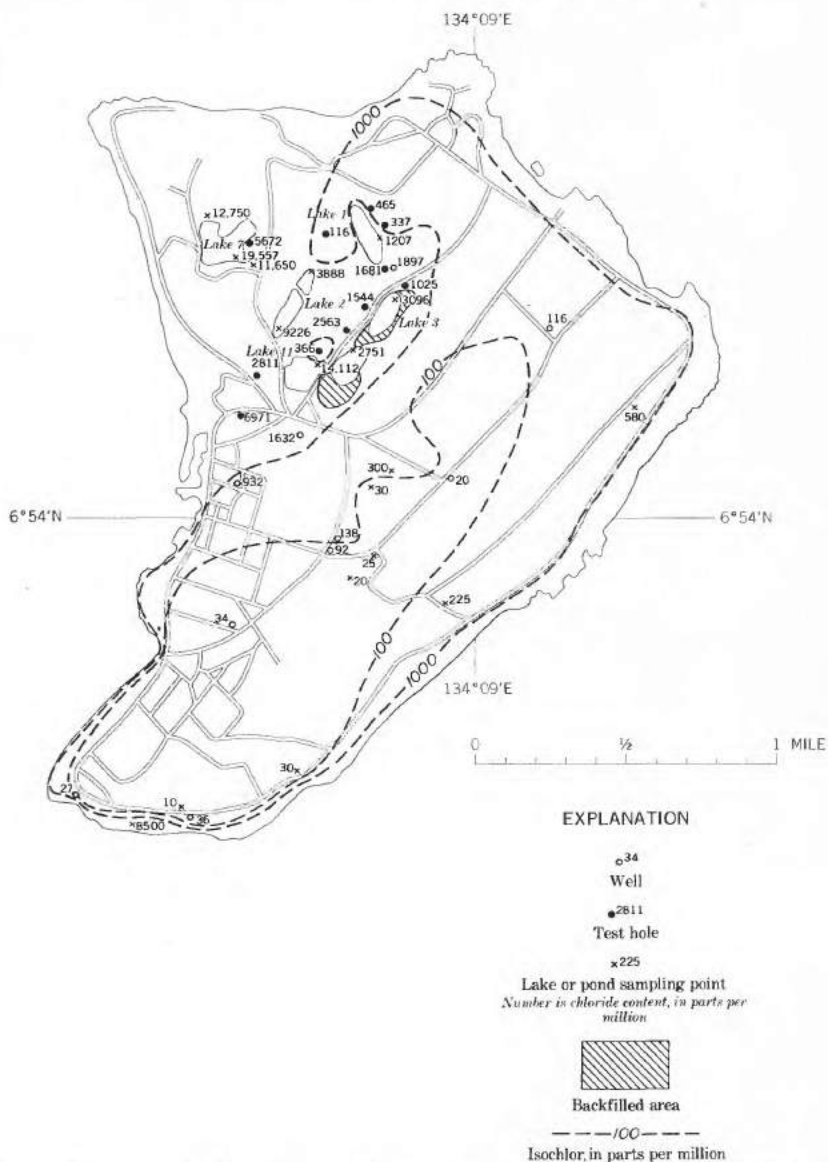 134°09'E
1000
465
337
Lake 1
116
1207
12,750
5672
Lake 7
19,557
11,650
3888
1681
1897
1025
3096
1544
Lake 2
Lake 3
2563
9226
116
366
Lake 11
2751
14,112
2811
100
580
6971
1632
300
30
20
932
6°54'N
6°54'N
138
92
25
20
225
34
100
1000
134°09'E
0 ½ 1 MILE
30
27
10
36
8500
EXPLANATION
34
Well
2811
Test hole
225
Lake or pond sampling point
Number is chloride content, in parts per
million
Backfilled area
100
Isochlor, in parts per million